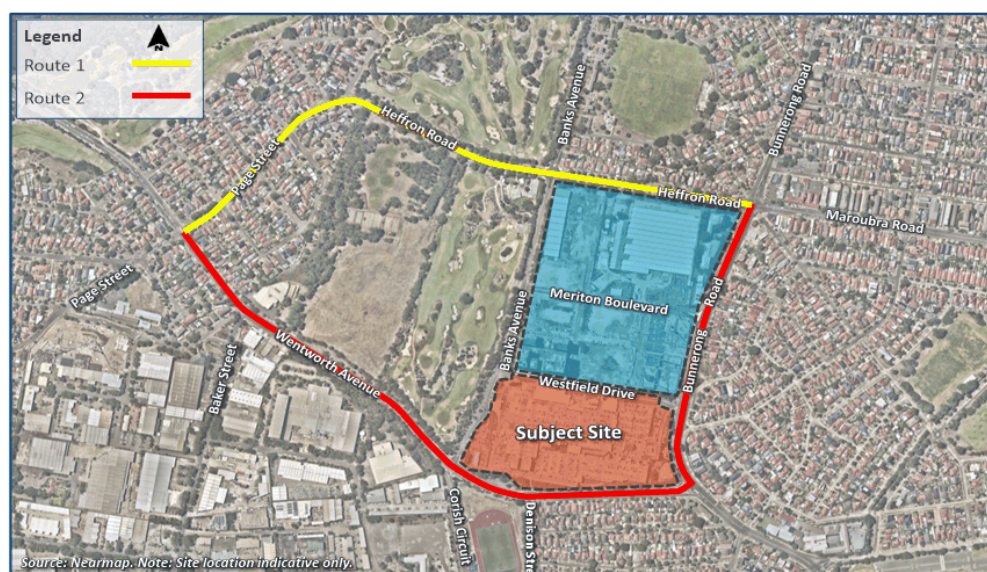 Legend
N
Route 1
Route 2
Heffron Road
Banks Avenue
Bunnerong Road
Page Street
Heffron Road
Maroubra Road
Page Street
Meriton Boulevard
Banks Avenue
Bunnerong Road
Wentworth Avenue
Baker Street
Westfield Drive
Subject Site
Corish Circuit
Denison Stre
Source: Nearmap. Note: Site location indicative only.